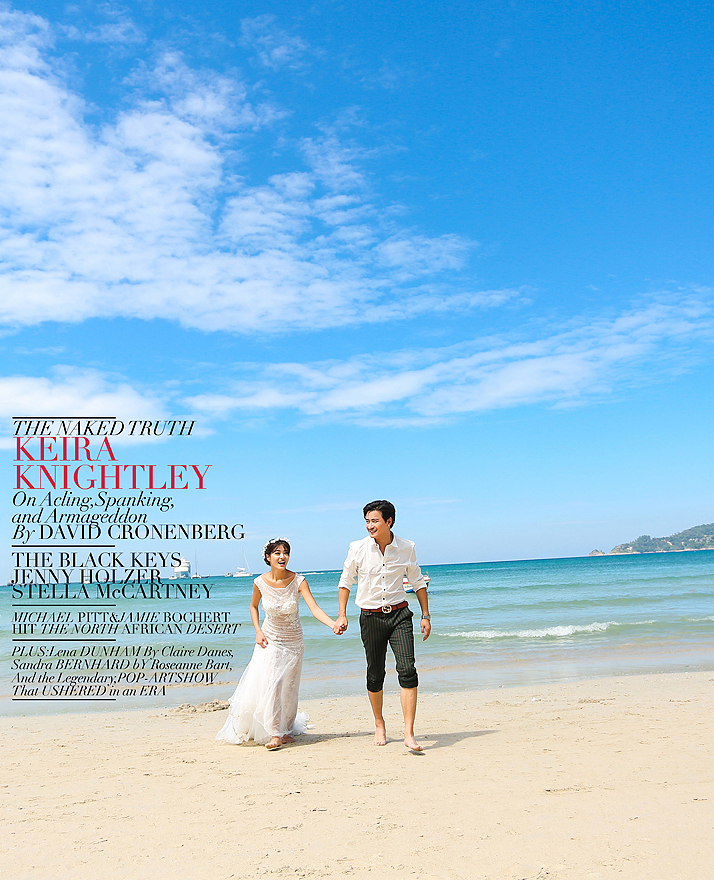 THE NAKED TRUTH
KEIRA
KNIGHTLEY
On Acling,Spanking,
and Armageddon
By DAVID CRONENBERG
THE BLACK KEYS
JENNY HOLZER
STELLA McCARTNEY
MICHAEL PITT&JAMIE BOCHERT
HIT THE NORTH AFRICAN DESERT
PLUS:Lena DUNHAM By Claire Danes,
Sandra BERNHARD bY Roseanne Bart,
And the Legendary,POP-ARTSHOW
That USHERED in an ERA